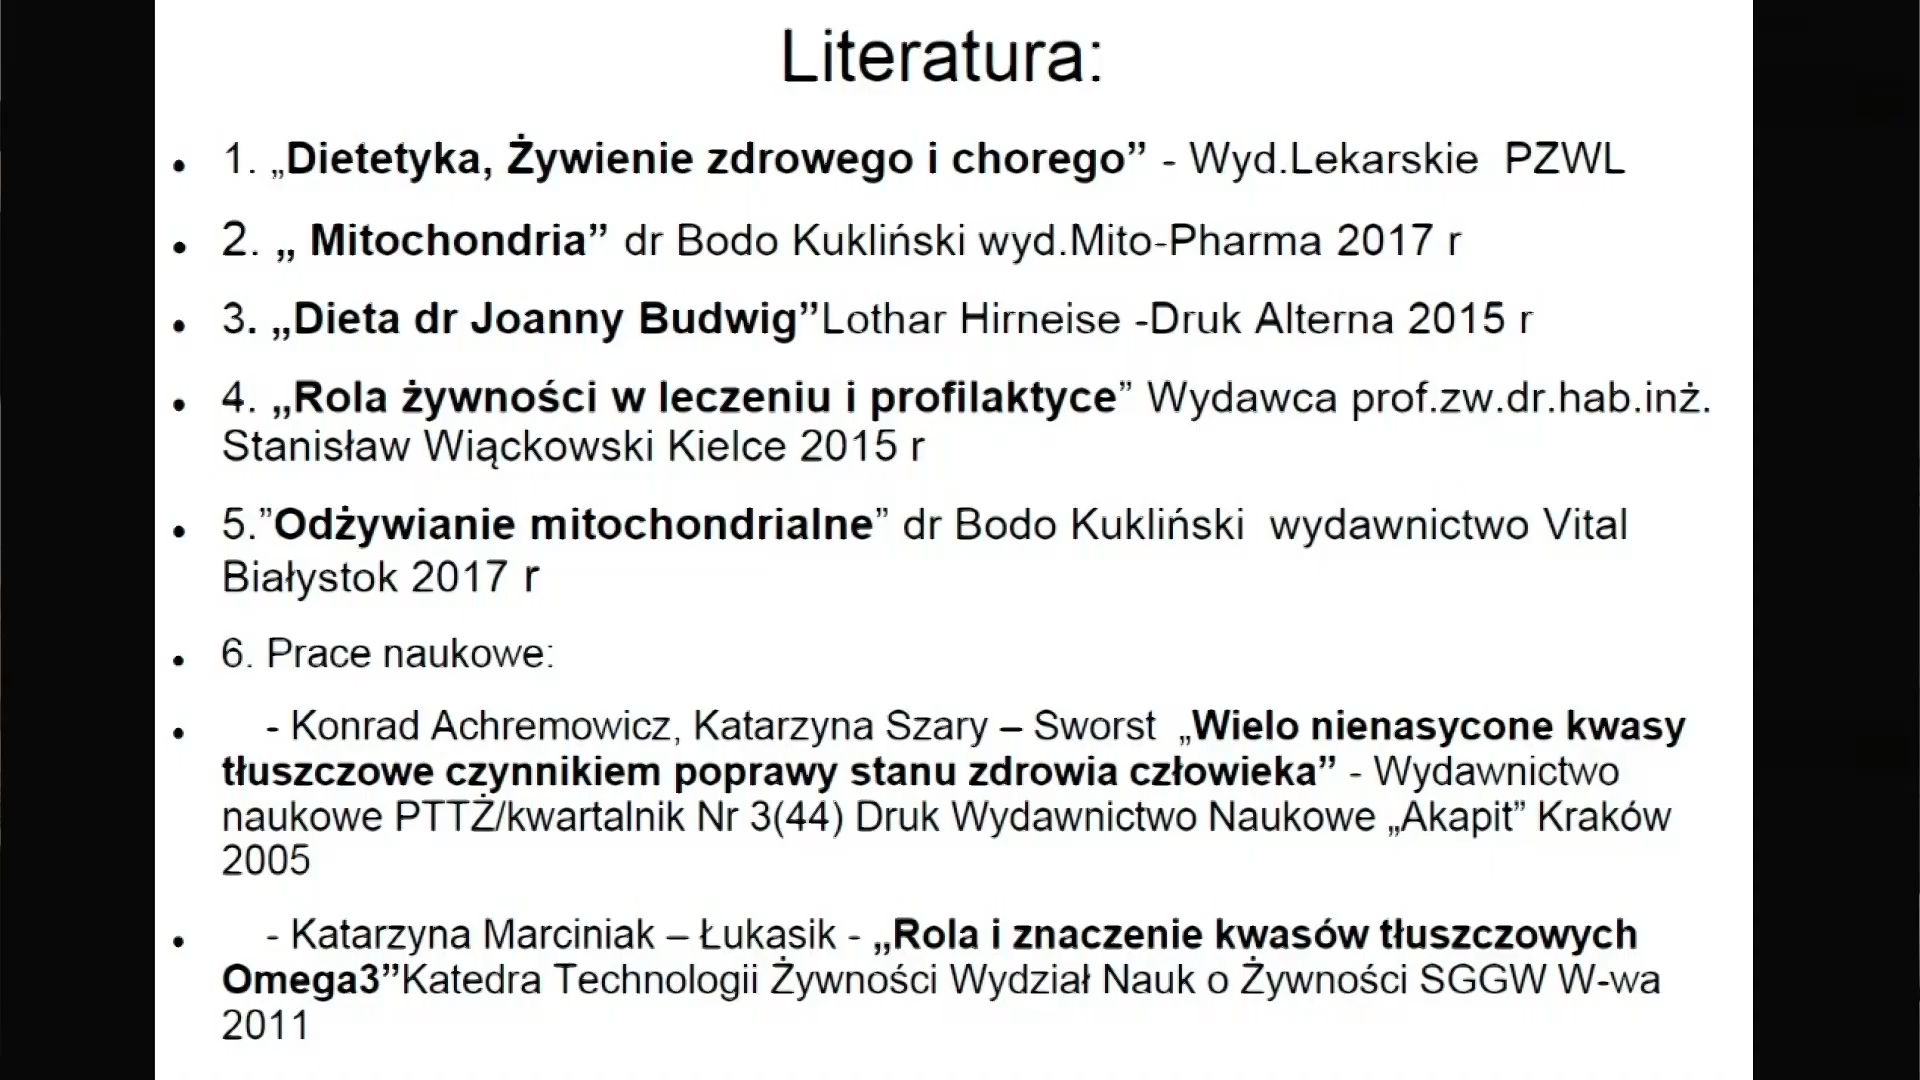 Literatura:
• 1. „Dietetyka, Żywienie zdrowego i chorego” - Wyd.Lekarskie PZWL
• 2. „ Mitochondria” dr Bodo Kukliński wyd.Mito-Pharma 2017 r
• 3. „Dieta dr Joanny Budwig”Lothar Hirneise -Druk Alterna 2015 r
• 4. „Rola żywności w leczeniu i profilaktyce” Wydawca prof.zw.dr.hab.inż.
Stanisław Wiąckowski Kielce 2015 r
• 5.”Odżywianie mitochondrialne” dr Bodo Kukliński wydawnictwo Vital
Białystok 2017 r
• 6. Prace naukowe:
• - Konrad Achremowicz, Katarzyna Szary – Sworst „Wielo nienasycone kwasy
tłuszczowe czynnikiem poprawy stanu zdrowia człowieka” - Wydawnictwo
naukowe PTTŻ/kwartalnik Nr 3(44) Druk Wydawnictwo Naukowe „Akapit” Kraków
2005
• - Katarzyna Marciniak – Łukasik - „Rola i znaczenie kwasów tłuszczowych
Omega3”Katedra Technologii Żywności Wydział Nauk o Żywności SGGW W-wa
2011